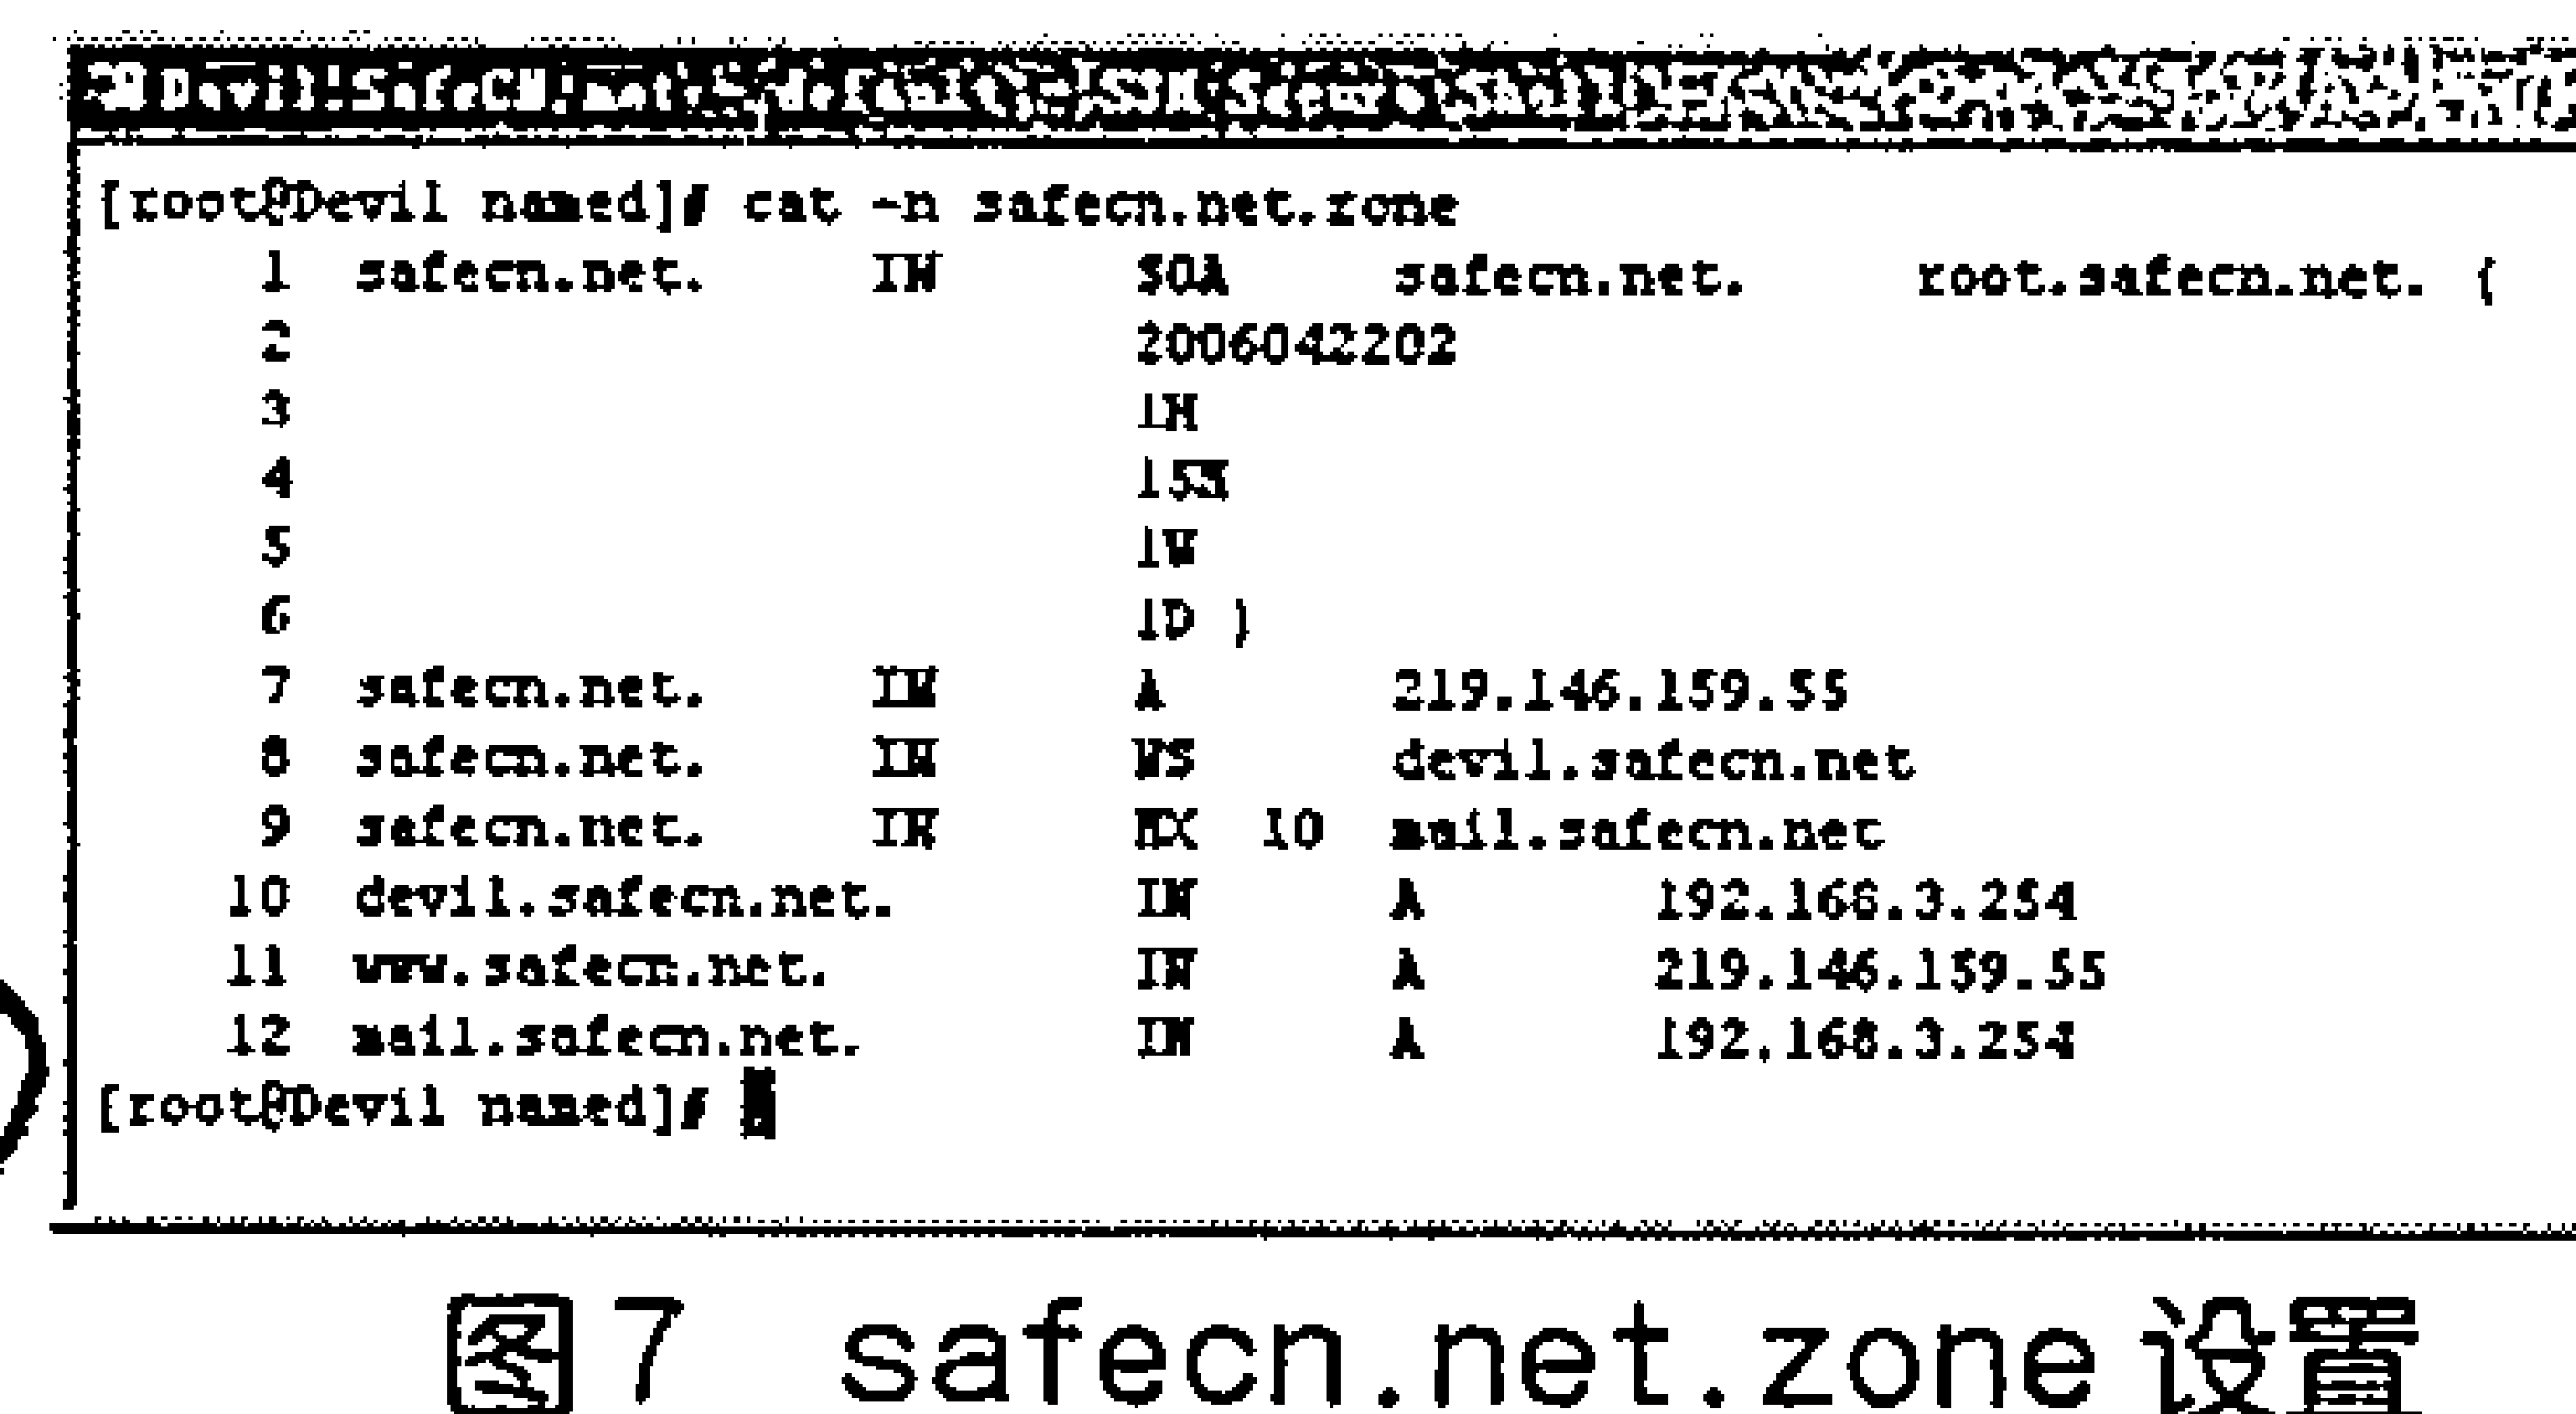 [root@Devil named]# cat -n safecn.net.zone
1 safecn.net. IN SOA safecn.net. root.safecn.net. (
2 2006042202
3 1H
4 15M
5 1W
6 1D )
7 safecn.net. IN A 219.146.159.55
8 safecn.net. IN NS devil.safecn.net
9 safecn.net. IN MX 10 mail.safecn.net
10 devil.safecn.net. IN A 192.168.3.254
11 www.safecn.net. IN A 219.146.159.55
12 mail.safecn.net. IN A 192.168.3.254
[root@Devil named]#
图7 safecn.net.zone 设置